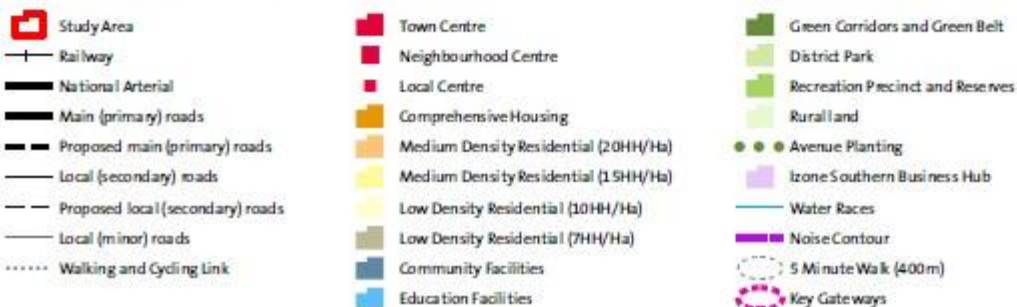 Study Area
Railway
National Arterial
Main (primary) roads
Proposed main (primary) roads
Local (secondary) roads
Proposed local (secondary) roads
Local (minor) roads
Walking and Cycling Link
Town Centre
Neighbourhood Centre
Local Centre
Comprehensive Housing
Medium Density Residential (20HH/Ha)
Medium Density Residential (15HH/Ha)
Low Density Residential (10HH/Ha)
Low Density Residential (7HH/Ha)
Community Facilities
Education Facilities
Green Corridors and Green Belt
District Park
Recreation Precinct and Reserves
Rural land
Avenue Planting
Izone Southern Business Hub
Water Races
Noise Contour
5 Minute Walk (400m)
Key Gateways